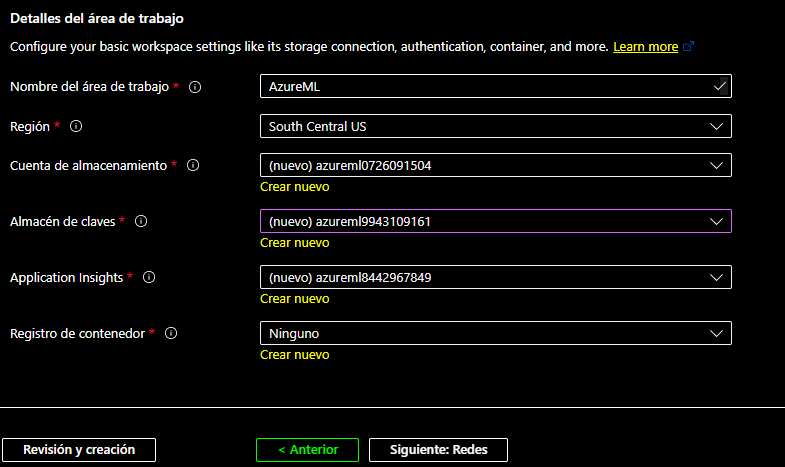 Detalles del área de trabajo
Configure your basic workspace settings like its storage connection, authentication, container, and more. Learn more
Nombre del área de trabajo * AzureML
Región * South Central US
Cuenta de almacenamiento * (nuevo) azureml0726091504
Crear nuevo
Almacén de claves * (nuevo) azureml9943109161
Crear nuevo
Application Insights * (nuevo) azureml8442967849
Crear nuevo
Registro de contenedor * Ninguno
Crear nuevo
Revisión y creación < Anterior Siguiente: Redes